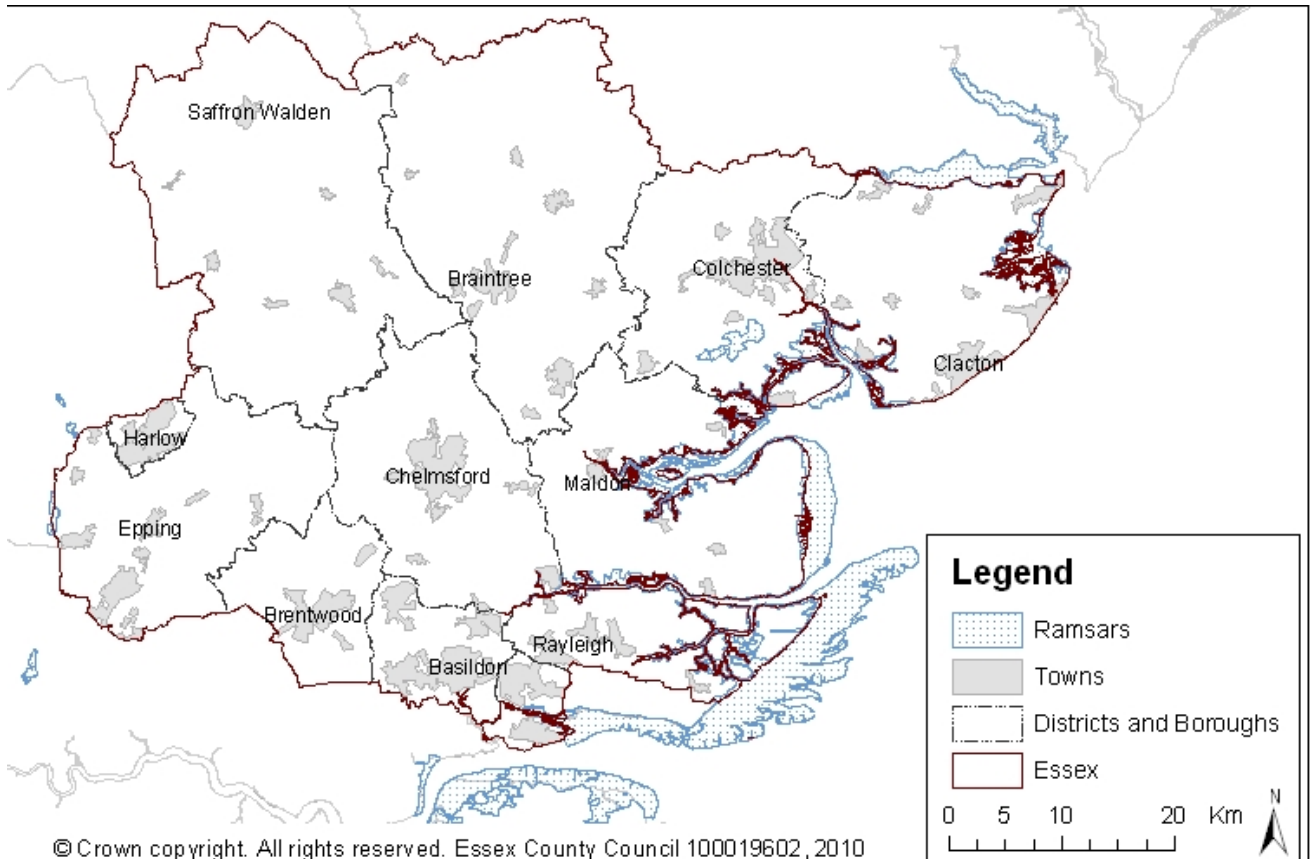 Saffron Walden
Braintree
Colchester
Clacton
Harlow
Chelmsford
Maldon
Epping
Brentwood
Rayleigh
Basildon
Legend
Ramsars
Towns
Districts and Boroughs
Essex
0 5 10 20 Km
N
© Crown copyright. All rights reserved. Essex County Council 100019602, 2010